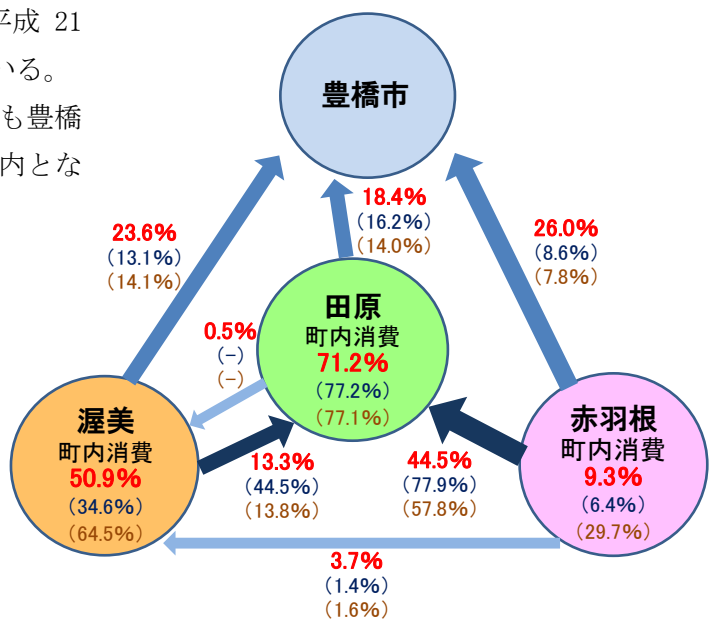 平成 21
いる。
も豊橋
内とな
豊橋市
18.4%
(16.2%)
(14.0%)
23.6%
(13.1%)
(14.1%)
26.0%
(8.6%)
(7.8%)
田原
町内消費
71.2%
(77.2%)
(77.1%)
0.5%
(-)
(-)
渥美
町内消費
50.9%
(34.6%)
(64.5%)
13.3%
(44.5%)
(13.8%)
44.5%
(77.9%)
(57.8%)
赤羽根
町内消費
9.3%
(6.4%)
(29.7%)
3.7%
(1.4%)
(1.6%)